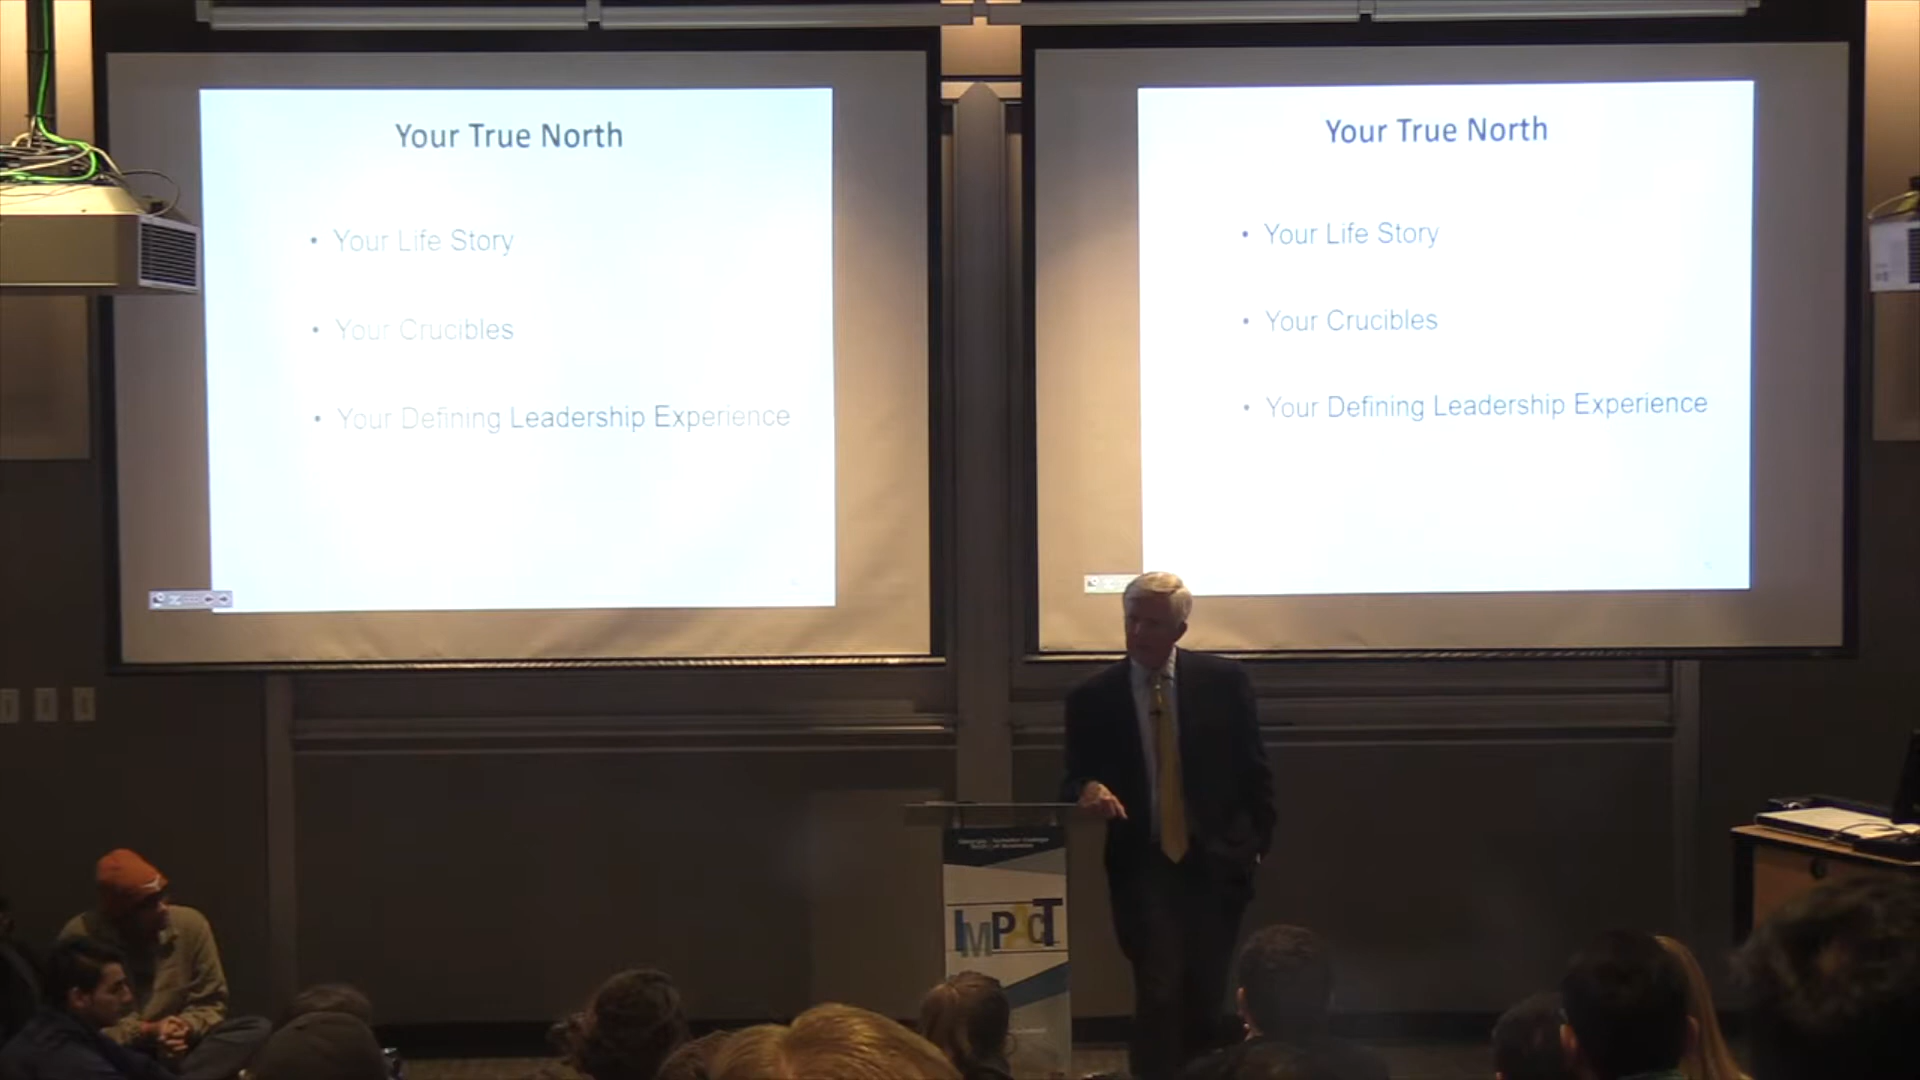 Your True North
• Your Life Story
• Your Crucibles
• Your Defining Leadership Experience
Your True North
• Your Life Story
• Your Crucibles
• Your Defining Leadership Experience
IMPACT